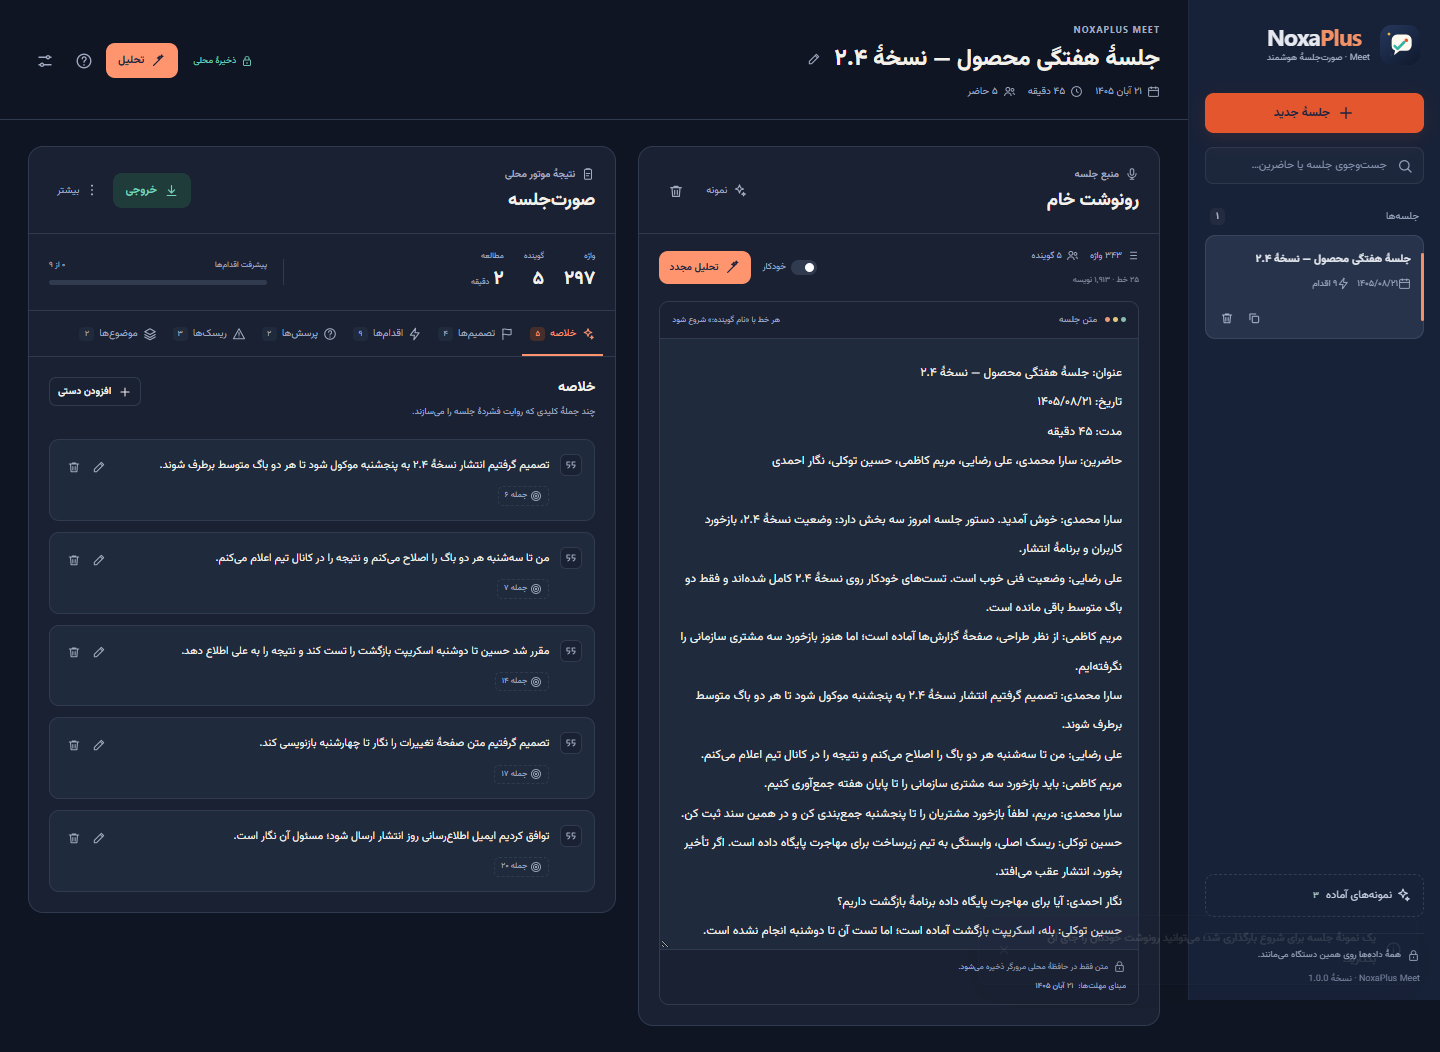 NoxaPlus
Meet · صورت‌جلسهٔ هوشمند
جلسهٔ جدید
جست‌وجوی جلسه یا حاضرین...
جلسه‌ها
۱
جلسهٔ هفتگی محصول — نسخهٔ ۲.۴
۱۴۰۵/۰۸/۲۱
۹ اقدام
نمونه‌های آماده ۳
همهٔ داده‌ها روی همین دستگاه می‌مانند.
NoxaPlus Meet · نسخهٔ 1.0.0
NOXAPLUS MEET
جلسهٔ هفتگی محصول — نسخهٔ ۲.۴
۲۱ آبان ۱۴۰۵
۴۵ دقیقه
۵ حاضر
ذخیرهٔ محلی
تحلیل
منبع جلسه
رونوشت خام
نمونه
۳۴۳ واژه
۵ گوینده
۲۵ خط · ۱٬۹۱۳ نویسه
خودکار
تحلیل مجدد
متن جلسه
هر خط با «نام گوینده:» شروع شود
عنوان: جلسهٔ هفتگی محصول — نسخهٔ ۲.۴
تاریخ: ۱۴۰۵/۰۸/۲۱
مدت: ۴۵ دقیقه
حاضرین: سارا محمدی، علی رضایی، مریم کاظمی، حسین توکلی، نگار احمدی
سارا محمدی: خوش آمدید. دستور جلسه امروز سه بخش دارد: وضعیت نسخهٔ ۲.۴، بازخورد
کاربران و برنامهٔ انتشار.
علی رضایی: وضعیت فنی خوب است. تست‌های خودکار روی نسخهٔ ۲.۴ کامل شده‌اند و فقط دو
باگ متوسط باقی مانده است.
مریم کاظمی: از نظر طراحی، صفحهٔ گزارش‌ها آماده است؛ اما هنوز بازخورد سه مشتری سازمانی را
نگرفته‌ایم.
سارا محمدی: تصمیم گرفتیم انتشار نسخهٔ ۲.۴ به پنجشنبه موکول شود تا هر دو باگ متوسط
برطرف شوند.
علی رضایی: من تا سه‌شنبه هر دو باگ را اصلاح می‌کنم و نتیجه را در کانال تیم اعلام می‌کنم.
مریم کاظمی: باید بازخورد سه مشتری سازمانی را تا پایان هفته جمع‌آوری کنیم.
سارا محمدی: مریم، لطفاً بازخورد مشتریان را تا پنجشنبه جمع‌بندی کن و در همین سند ثبت کن.
حسین توکلی: ریسک اصلی، وابستگی به تیم زیرساخت برای مهاجرت پایگاه داده است. اگر تأخیر
بخورد، انتشار عقب می‌افتد.
نگار احمدی: آیا برای مهاجرت پایگاه داده برنامهٔ بازگشت داریم؟
حسین توکلی: بله، اسکریپت بازگشت آماده است؛ اما تست آن تا دوشنبه انجام نشده است.
یک نمونهٔ جلسه برای شروع بارگذاری شد؛ می‌توانید رونوشت خودتان را جای آن
متن فقط در حافظهٔ محلی مرورگر ذخیره می‌شود.
مبنای مهلت‌ها: ۲۱ آبان ۱۴۰۵
نتیجهٔ موتور محلی
صورت‌جلسه
خروجی
بیشتر
واژه
۲۹۷
گوینده
۵
مطالعه
۲ دقیقه
پیشرفت اقدام‌ها
۰ از ۹
خلاصه ۵
تصمیم‌ها ۴
اقدام‌ها ۹
پرسش‌ها ۲
ریسک‌ها ۳
موضوع‌ها ۲
خلاصه
چند جملهٔ کلیدی که روایت فشردهٔ جلسه را می‌سازند.
افزودن دستی
تصمیم گرفتیم انتشار نسخهٔ ۲.۴ به پنجشنبه موکول شود تا هر دو باگ متوسط برطرف شوند.
جمله ۶
من تا سه‌شنبه هر دو باگ را اصلاح می‌کنم و نتیجه را در کانال تیم اعلام می‌کنم.
جمله ۷
مقرر شد حسین تا دوشنبه اسکریپت بازگشت را تست کند و نتیجه را به علی اطلاع دهد.
جمله ۱۴
تصمیم گرفتیم متن صفحهٔ تغییرات را نگار تا چهارشنبه بازنویسی کند.
جمله ۱۷
توافق کردیم ایمیل اطلاع‌رسانی روز انتشار ارسال شود؛ مسئول آن نگار است.
جمله ۲۰